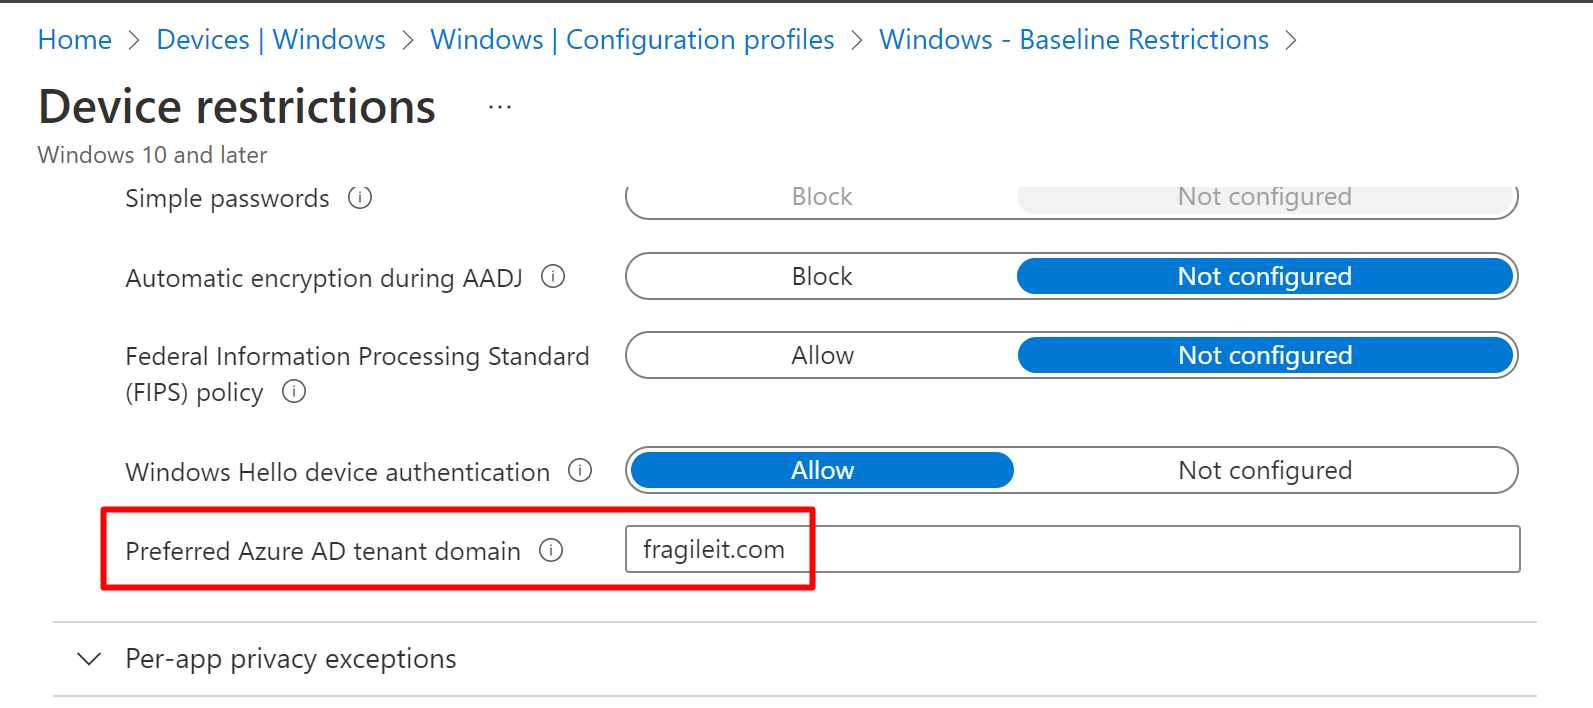 Home > Devices | Windows > Windows | Configuration profiles > Windows - Baseline Restrictions >
Device restrictions ...
Windows 10 and later
Simple passwords Block Not configured
Automatic encryption during AADJ Block Not configured
Federal Information Processing Standard
(FIPS) policy Allow Not configured
Windows Hello device authentication Allow Not configured
Preferred Azure AD tenant domain fragileit.com
Per-app privacy exceptions